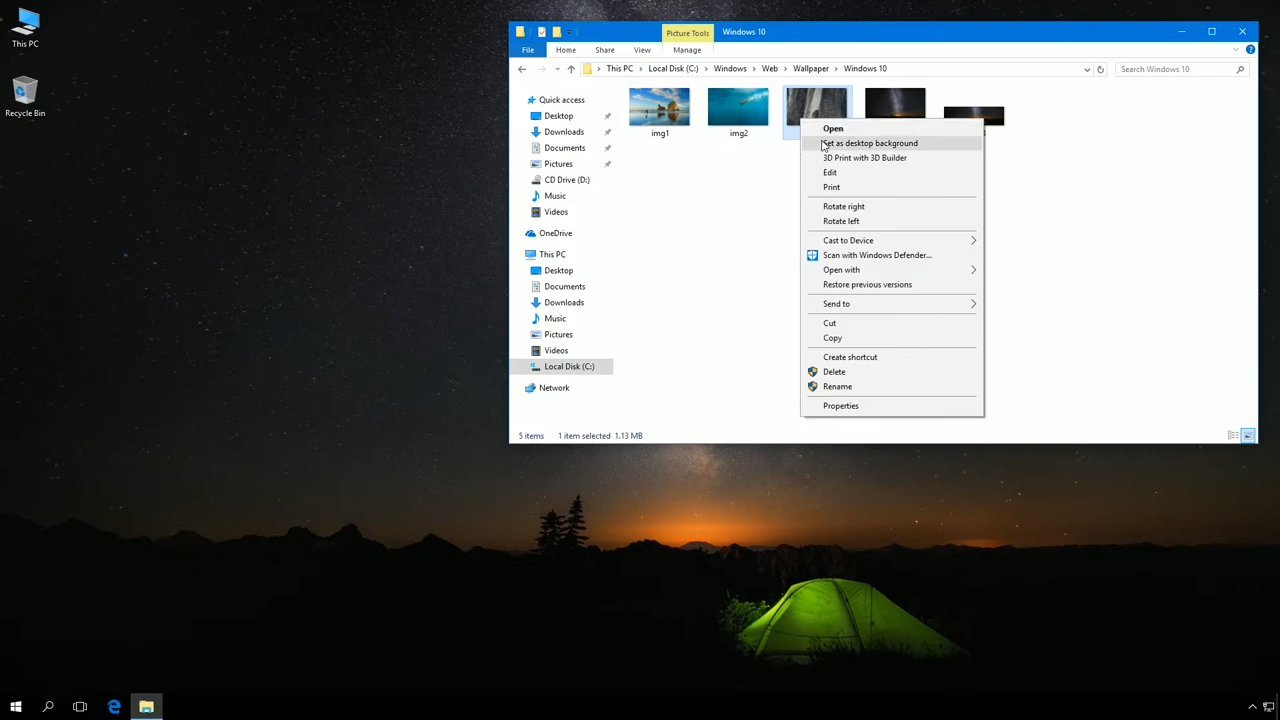 This PC
Recycle Bin
Picture Tools
Windows 10
File
Home
Share
View
Manage
This PC
Local Disk (C:)
Windows
Web
Wallpaper
Windows 10
Search Windows 10
Quick access
Desktop
Downloads
Documents
Pictures
CD Drive (D:)
Music
Videos
OneDrive
This PC
Desktop
Documents
Downloads
Music
Pictures
Videos
Local Disk (C:)
Network
img1
img2
Open
Set as desktop background
3D Print with 3D Builder
Edit
Print
Rotate right
Rotate left
Cast to Device
Scan with Windows Defender...
Open with
Restore previous versions
Send to
Cut
Copy
Create shortcut
Delete
Rename
Properties
5 items
1 item selected 1.13 MB